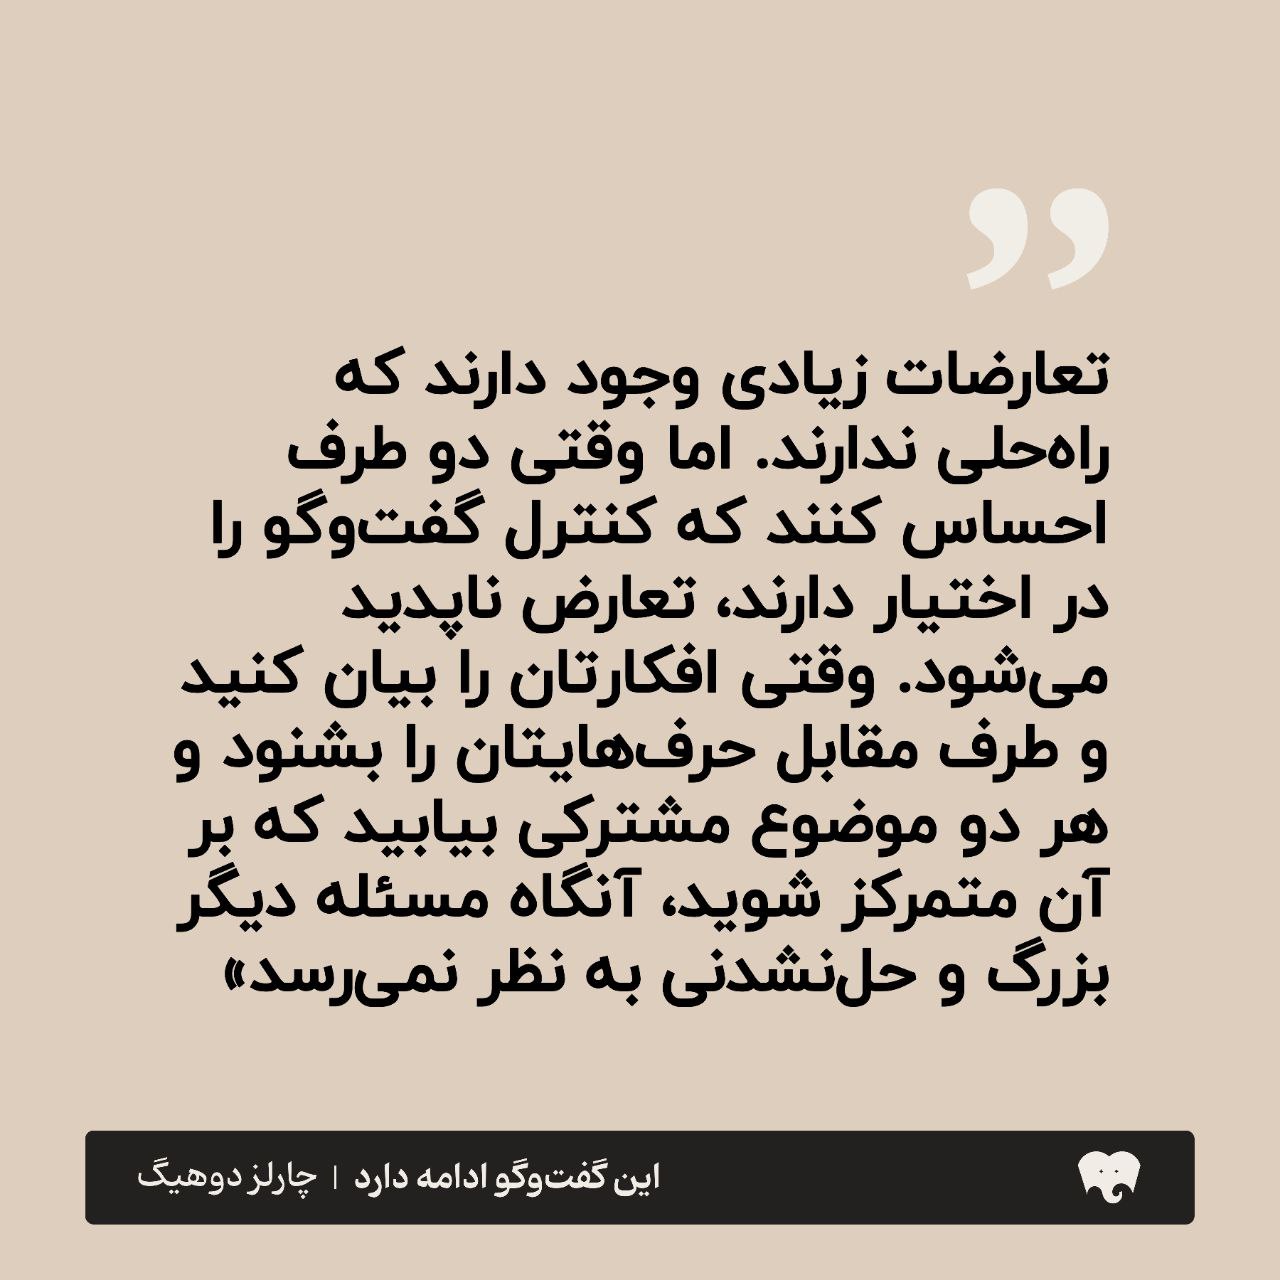 ”
تعارضات زیادی وجود دارند که
راه‌حلی ندارند. اما وقتی دو طرف
احساس کنند که کنترل گفت‌وگو را
در اختیار دارند، تعارض ناپدید
می‌شود. وقتی افکارتان را بیان کنید
و طرف مقابل حرف‌هایتان را بشنود و
هر دو موضوع مشترکی بیابید که بر
آن متمرکز شوید، آنگاه مسئله دیگر
بزرگ و حل‌نشدنی به نظر نمی‌رسد»
این گفت‌وگو ادامه دارد | چارلز دوهیگ